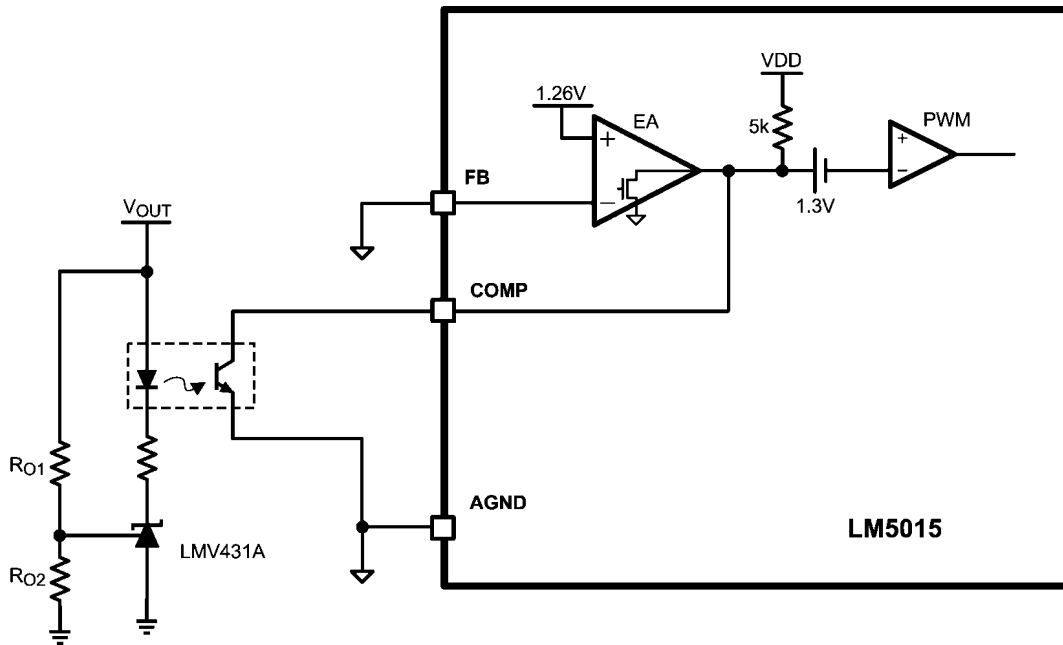 VDD
1.26V
EA
5k
PWM
FB
+
−
+
−
1.3V
VOUT
COMP
RO1
AGND
LM5015
LMV431A
RO2